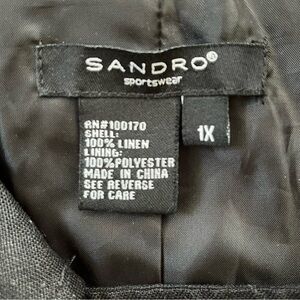 SANDRO®
sportswear
1X
RN#100170
SHELL:
100% LINEN
LINING:
100%POLYESTER
MADE IN CHINA
SEE REVERSE
FOR CARE